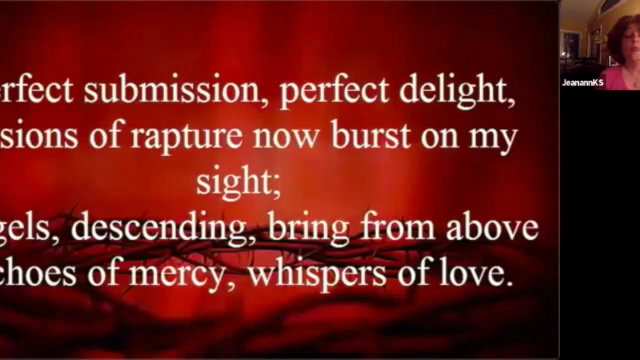 rfect submission, perfect delight,
sions of rapture now burst on my
sight;
gels, descending, bring from above
choes of mercy, whispers of love.
JeanannKS